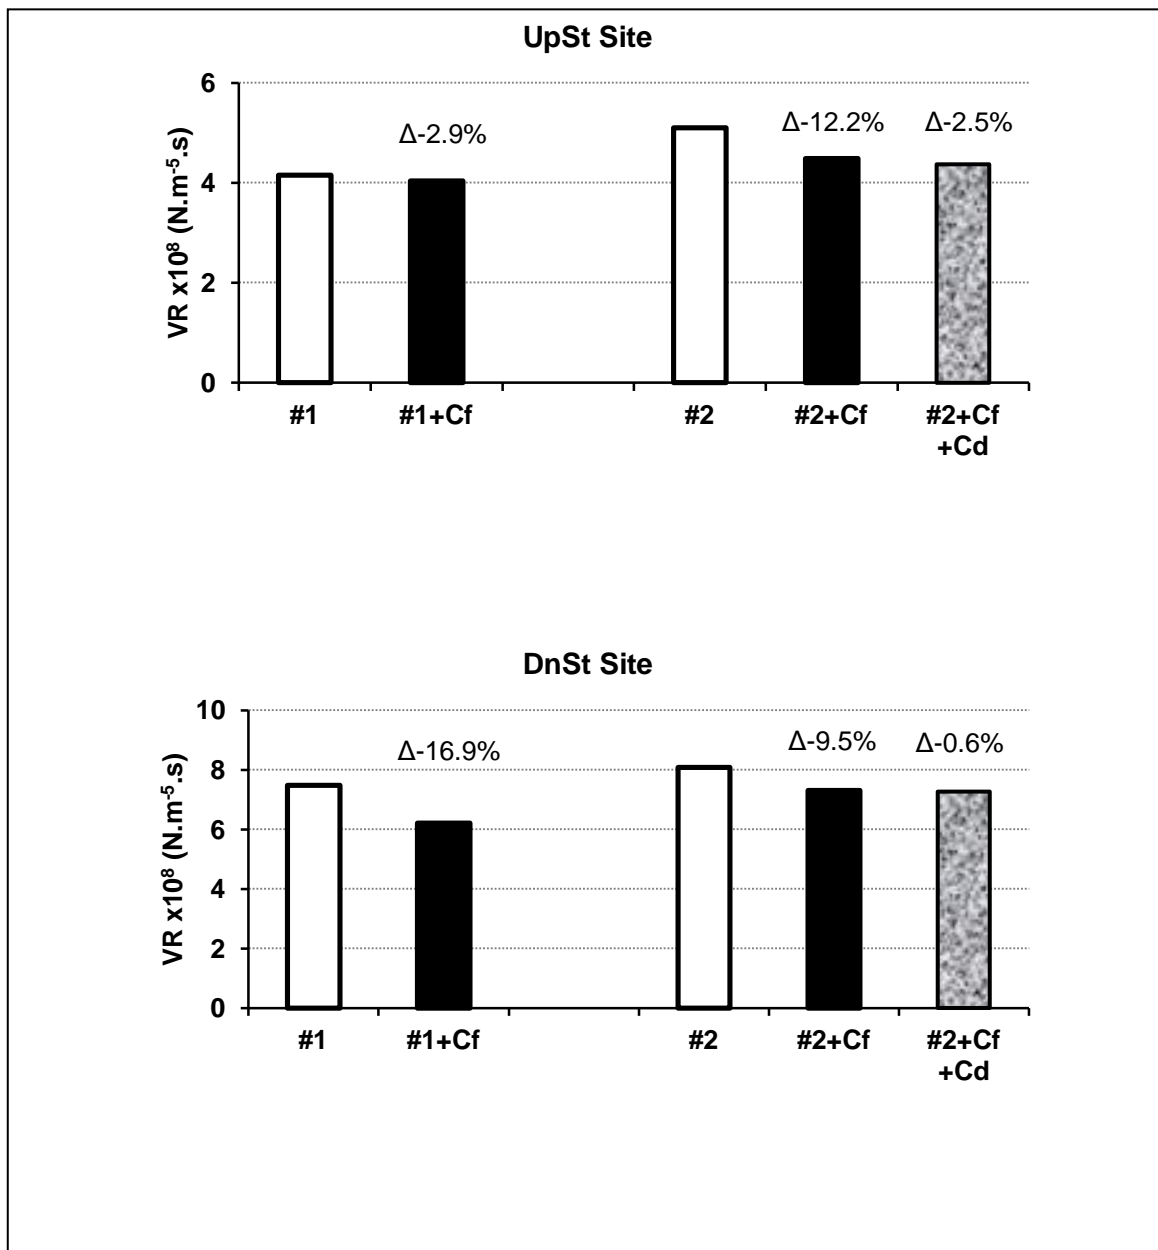 UpSt Site
VR x10⁸ (N.m⁻⁵.s)
6
4
2
0
Δ-2.9%
Δ-12.2%
Δ-2.5%
#1
#1+Cf
#2
#2+Cf
#2+Cf
+Cd
DnSt Site
VR x10⁸ (N.m⁻⁵.s)
10
8
6
4
2
0
Δ-16.9%
Δ-9.5%
Δ-0.6%
#1
#1+Cf
#2
#2+Cf
#2+Cf
+Cd